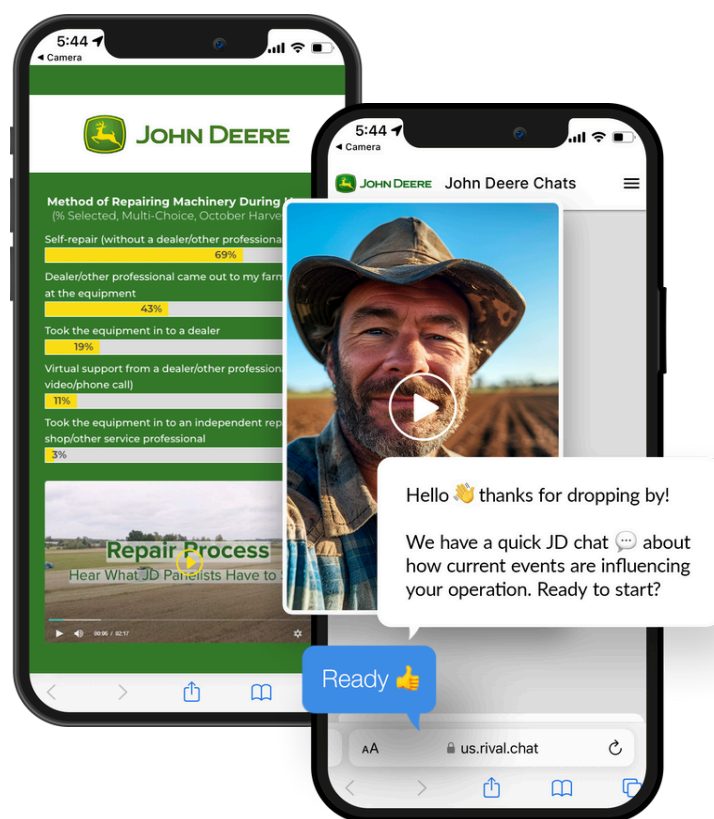 5:44
Camera
JOHN DEERE
Method of Repairing Machinery During
(% Selected, Multi-Choice, October Harve
Self-repair (without a dealer/other professiona
69%
Dealer/other professional came out to my farm
at the equipment
43%
Took the equipment in to a dealer
19%
Virtual support from a dealer/other professiona
video/phone call)
11%
Took the equipment in to an independent rep
shop/other service professional
3%
Repair Process
Hear What JD Panelists Have to
00:06 / 02:17
5:44
Camera
JOHN DEERE John Deere Chats
Hello 👋 thanks for dropping by!
We have a quick JD chat 💬 about
how current events are influencing
your operation. Ready to start?
Ready 👍
AA us.rival.chat